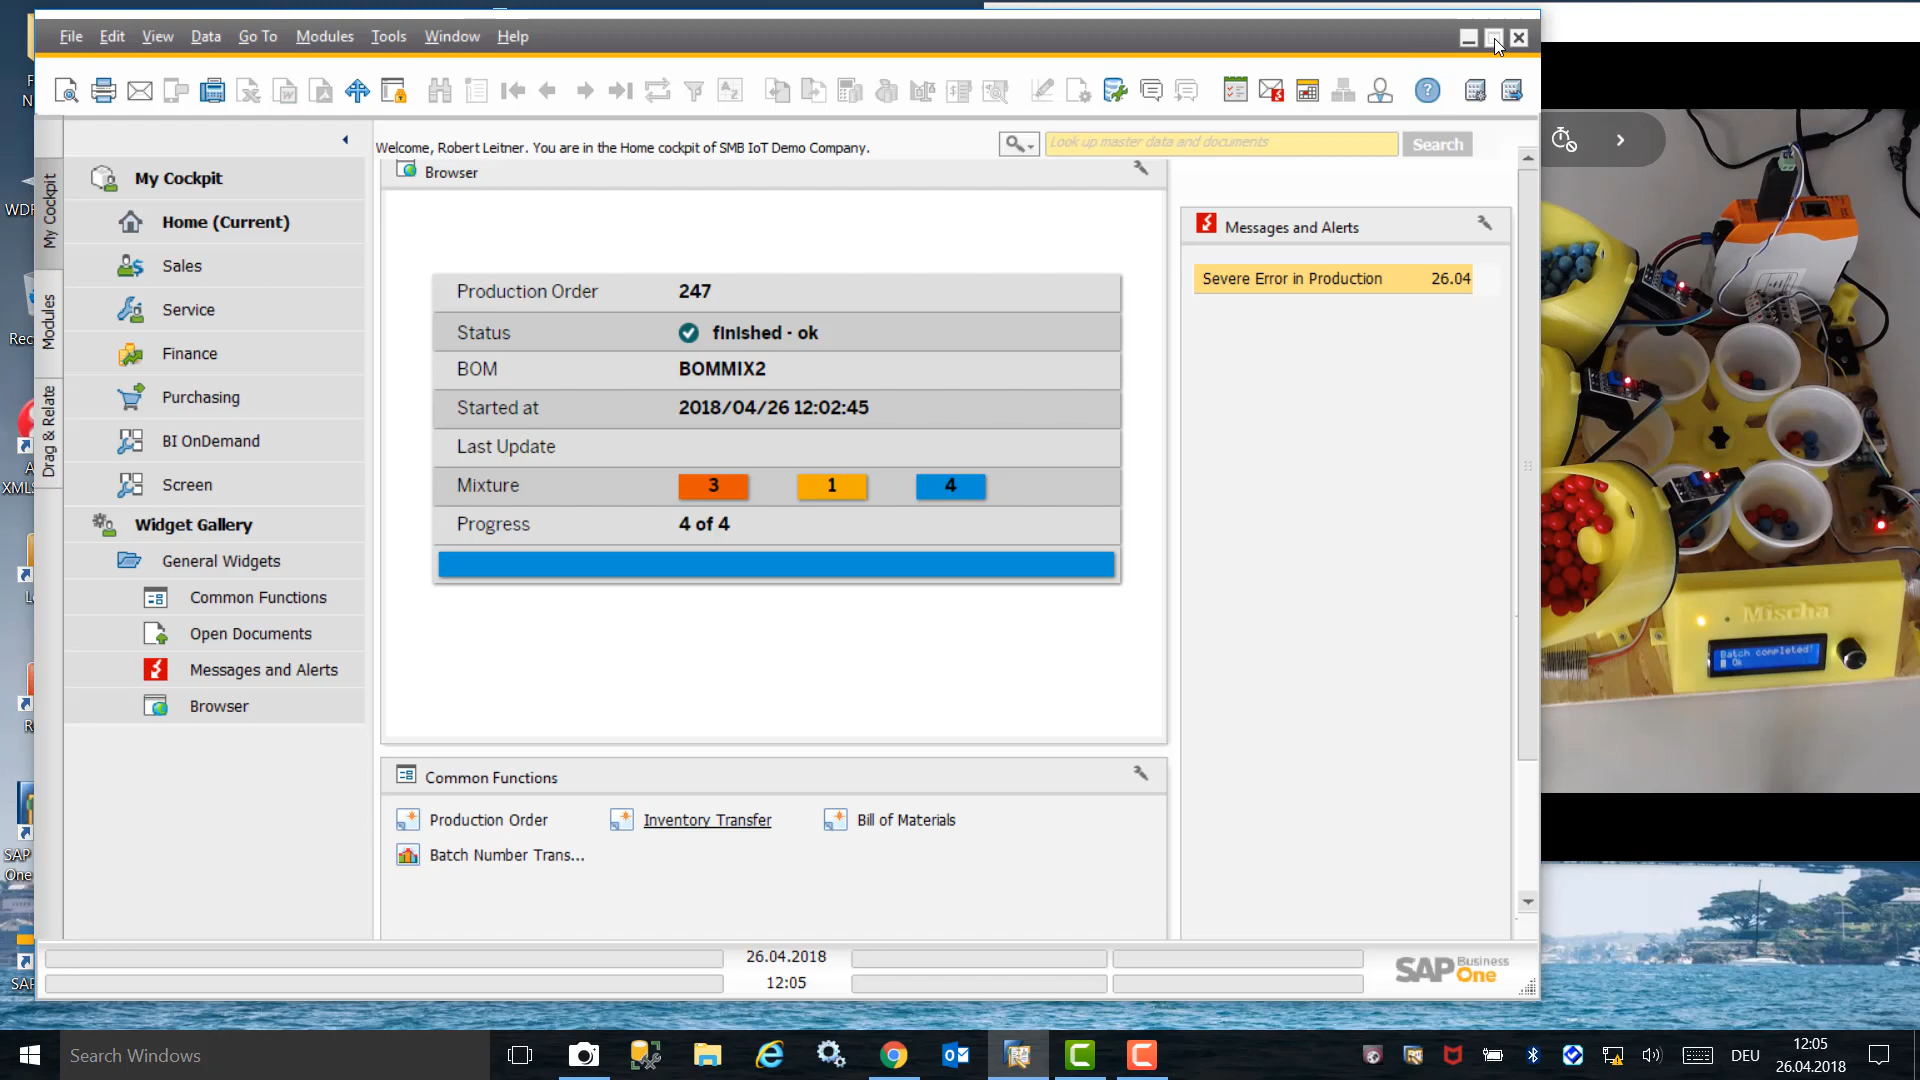 File Edit View Data Go To Modules Tools Window Help
Welcome, Robert Leitner. You are in the Home cockpit of SMB IoT Demo Company.
Look up master data and documents
Search
My Cockpit
Modules
Drag & Relate
My Cockpit
Home (Current)
Sales
Service
Finance
Purchasing
BI OnDemand
Screen
Widget Gallery
General Widgets
Common Functions
Open Documents
Messages and Alerts
Browser
Browser
Production Order 247
Status finished - ok
BOM BOMMIX2
Started at 2018/04/26 12:02:45
Last Update
Mixture 3 1 4
Progress 4 of 4
Messages and Alerts
Severe Error in Production 26.04
Common Functions
Production Order Inventory Transfer Bill of Materials
Batch Number Trans...
26.04.2018
12:05
SAP Business One
Mischa
Batch completed!
Ok
SAP
One
Search Windows
DEU
12:05
26.04.2018